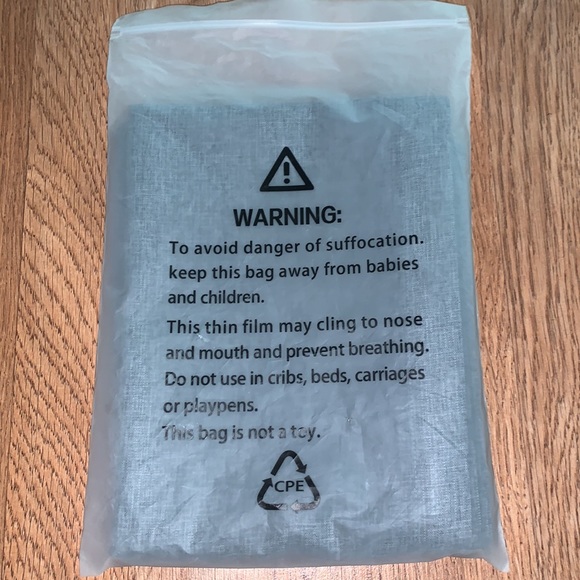 WARNING:
To avoid danger of suffocation.
keep this bag away from babies
and children.
This thin film may cling to nose
and mouth and prevent breathing.
Do not use in cribs, beds, carriages
or playpens.
This bag is not a toy.
CPE